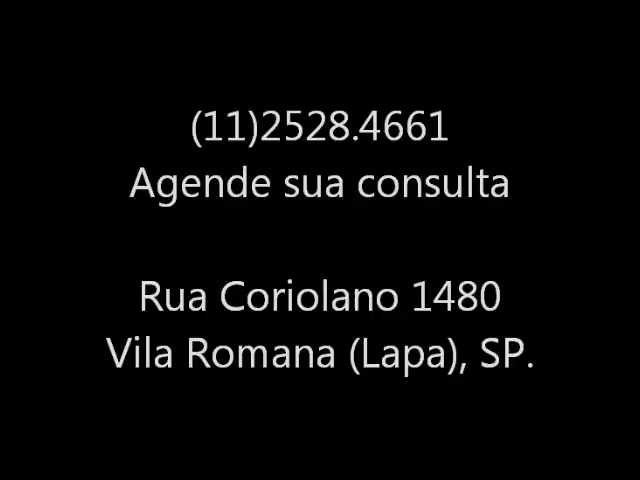 (11)2528.4661
Agende sua consulta
Rua Coriolano 1480
Vila Romana (Lapa), SP.